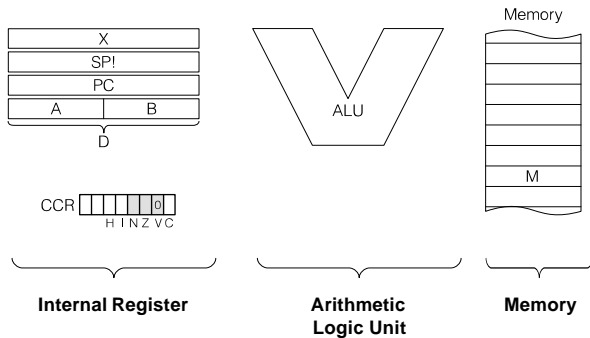 X
SP!
PC
A B
D
CCR 0
H I N Z V C
ALU
Memory
M
Internal Register
Arithmetic
Logic Unit
Memory